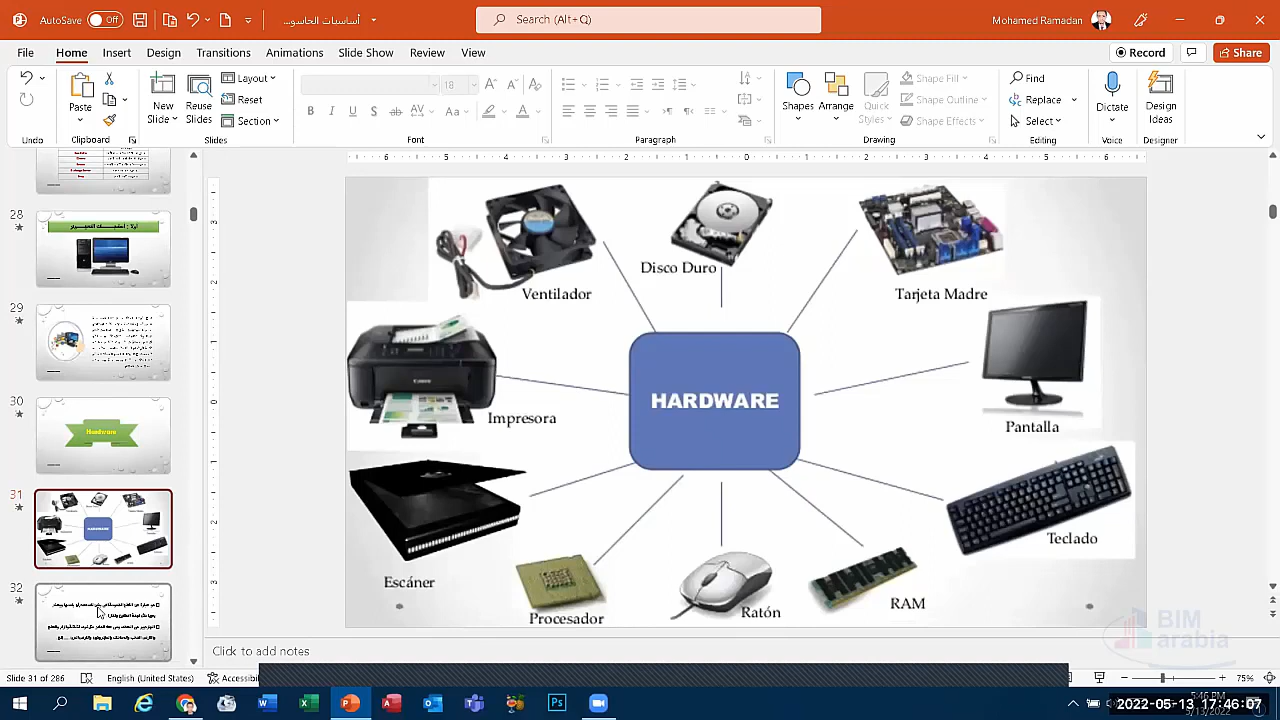 AutoSave
Off
أساسيات الحاسو...
Search (Alt+Q)
Mohamed Ramadan
File
Home
Insert
Design
Transitions
Animations
Slide Show
Review
View
Record
Share
Paste
New
Slide
Reuse
Slides
Layout
Reset
Section
18
Shapes
Arrange
Quick
Styles
Shape Fill
Shape Outline
Shape Effects
Find
Replace
Select
Dictate
Design
Ideas
Undo
Clipboard
Slides
Font
Paragraph
Drawing
Editing
Voice
Designer
28
29
30
Hardware
31
32
Ventilador
Disco Duro
Tarjeta Madre
Impresora
HARDWARE
Pantalla
Escáner
Procesador
Ratón
RAM
Teclado
Canon
BIM
arabia
Click to add notes
Slide 31 of 286
English (United States)
Accessibi
75%
2022-05-13 17:46:07